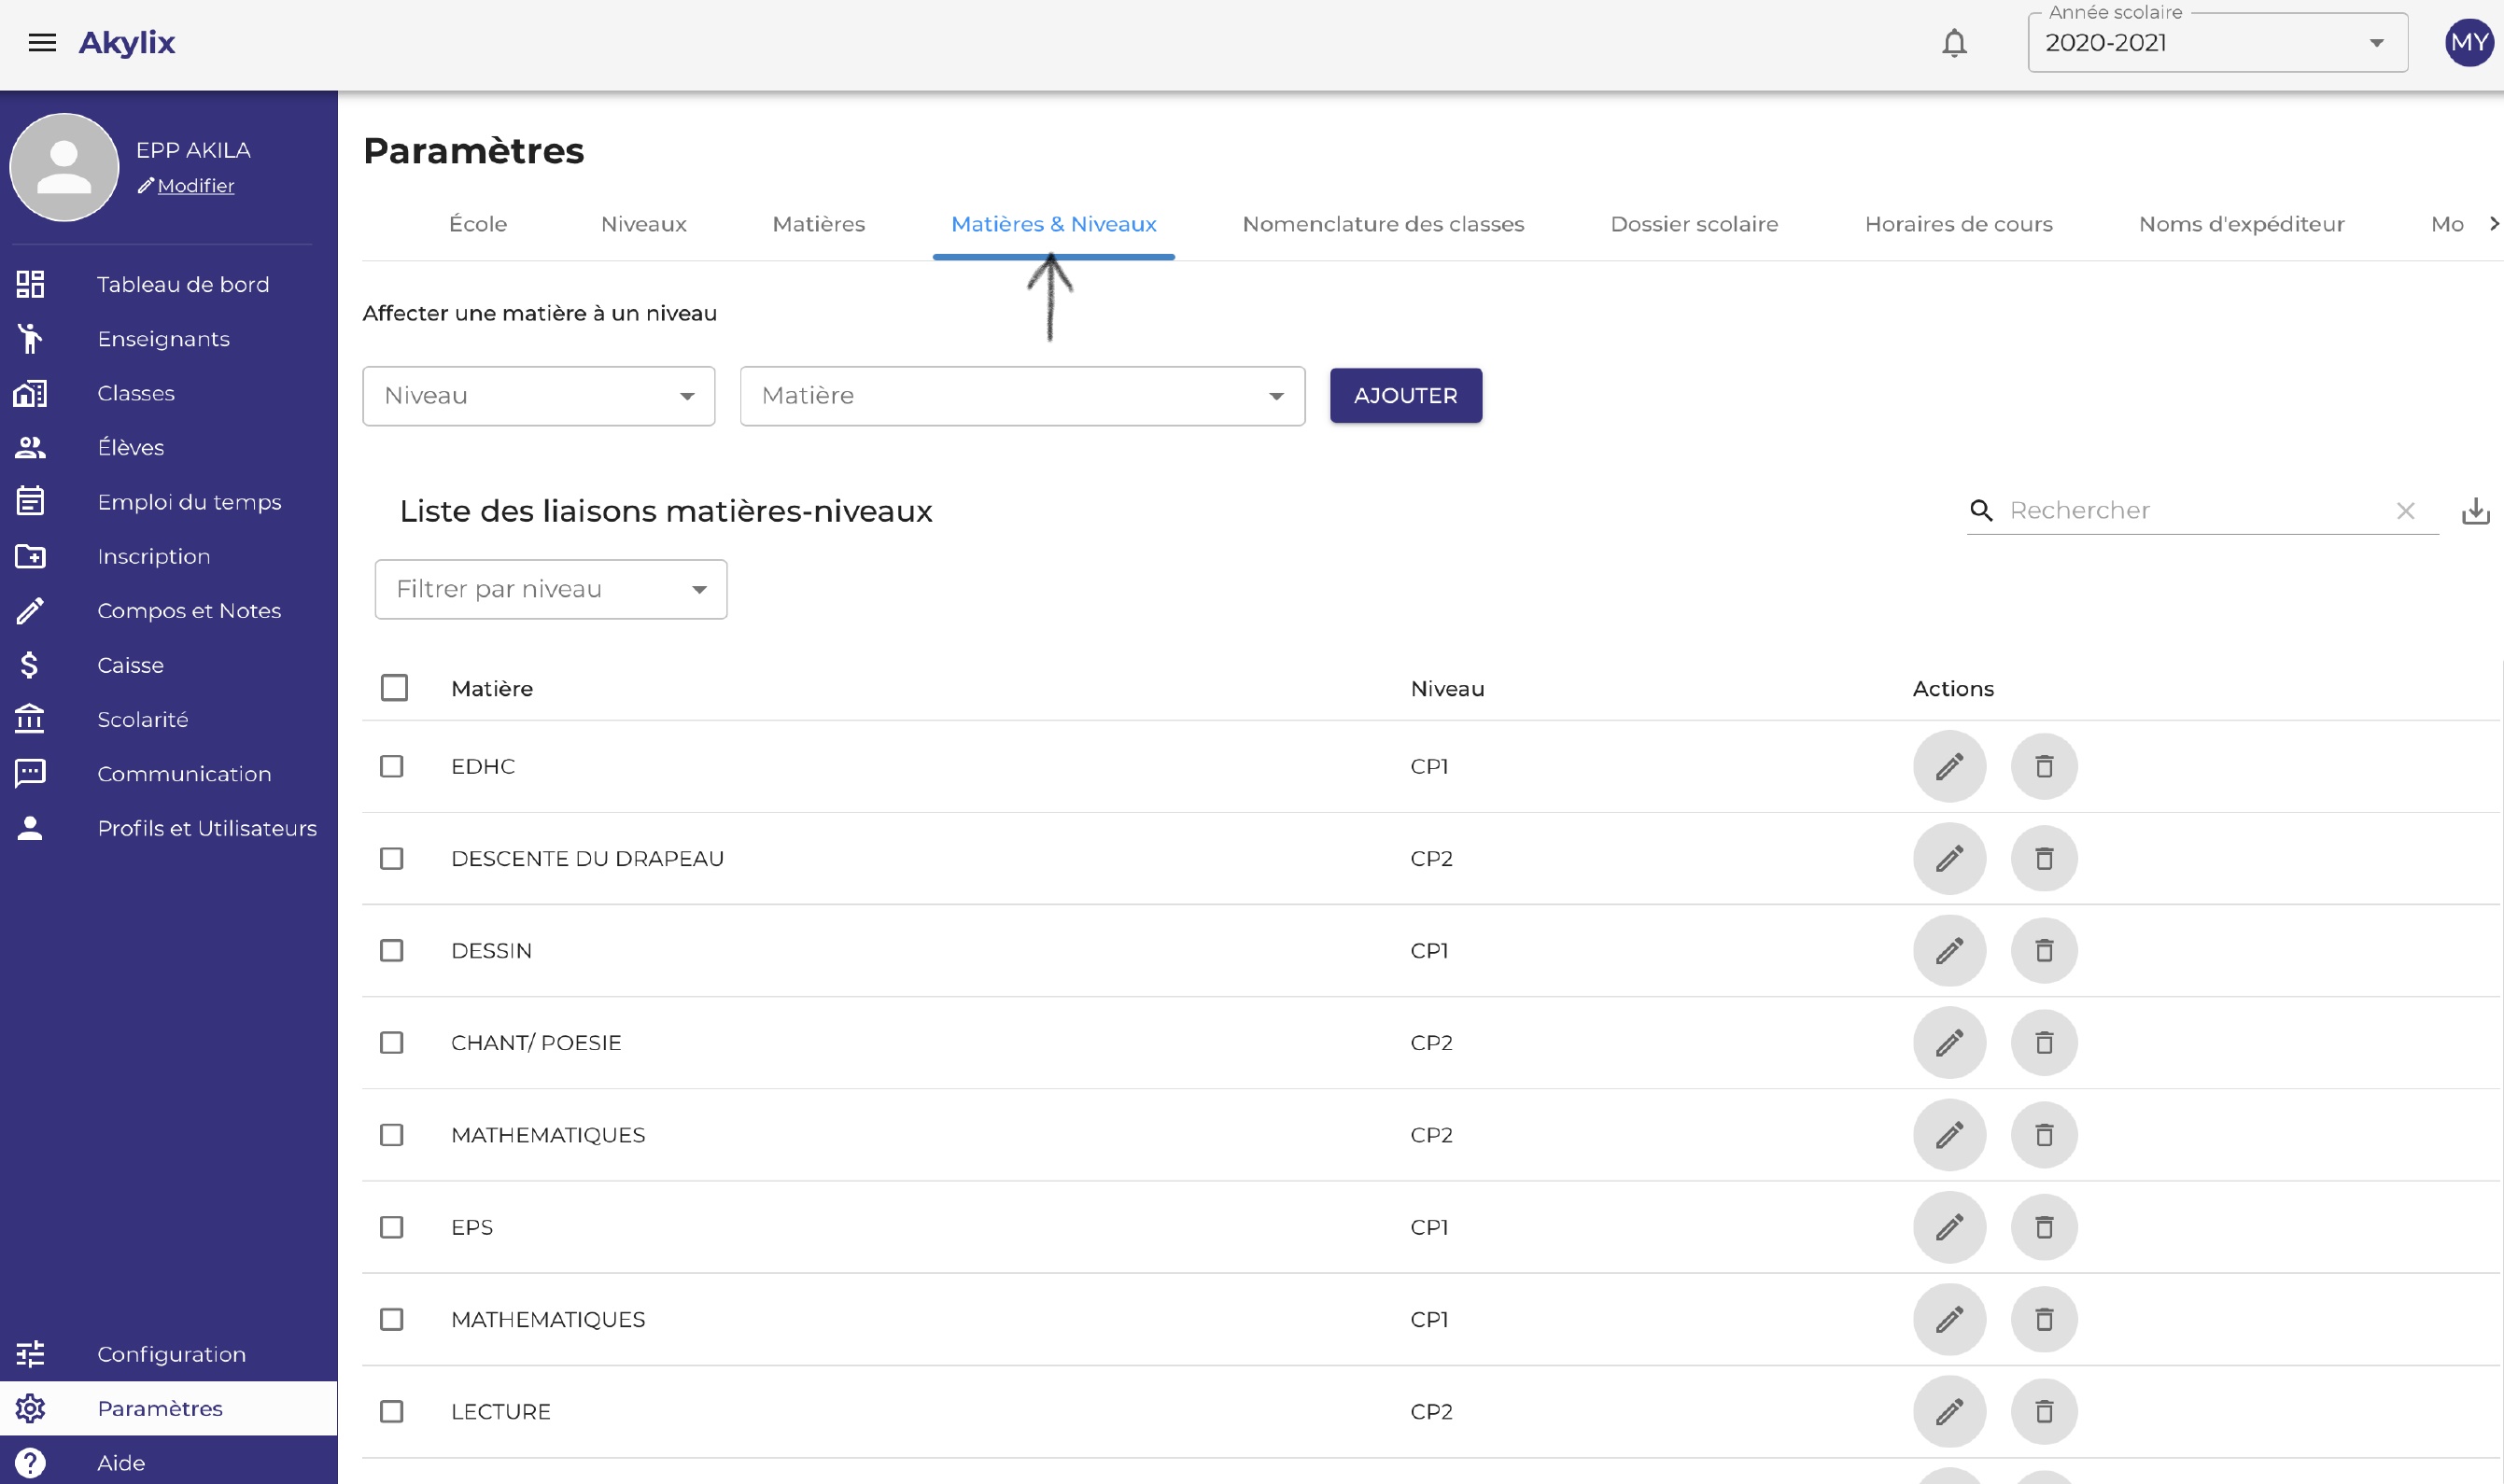 Akylix
Année scolaire
2020-2021
MY
EPP AKILA
Modifier
Tableau de bord
Enseignants
Classes
Élèves
Emploi du temps
Inscription
Compos et Notes
Caisse
Scolarité
Communication
Profils et Utilisateurs
Configuration
Paramètres
Aide
Paramètres
École Niveaux Matières Matières & Niveaux Nomenclature des classes Dossier scolaire Horaires de cours Noms d'expéditeur Mo
Affecter une matière à un niveau
Niveau Matière AJOUTER
Liste des liaisons matières-niveaux Rechercher
Filtrer par niveau
Matière Niveau Actions
EDHC CP1
DESCENTE DU DRAPEAU CP2
DESSIN CP1
CHANT/ POESIE CP2
MATHEMATIQUES CP2
EPS CP1
MATHEMATIQUES CP1
LECTURE CP2